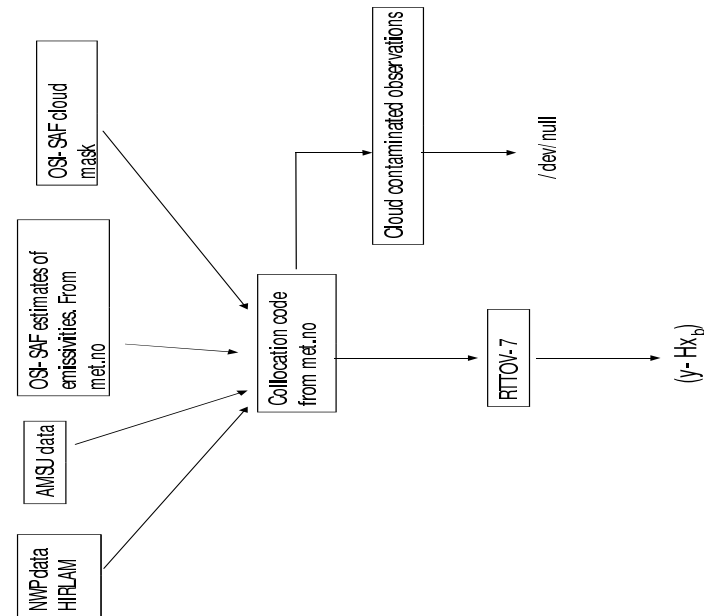 NWP data
HIRLAM
AMSU data
OSI-SAF estimates of
emissivities. From
met.no
OSI-SAF cloud
mask
Collocation code
from met.no
Cloud contaminated observations
RTTOV-7
/dev/null
(y-Hx_b)